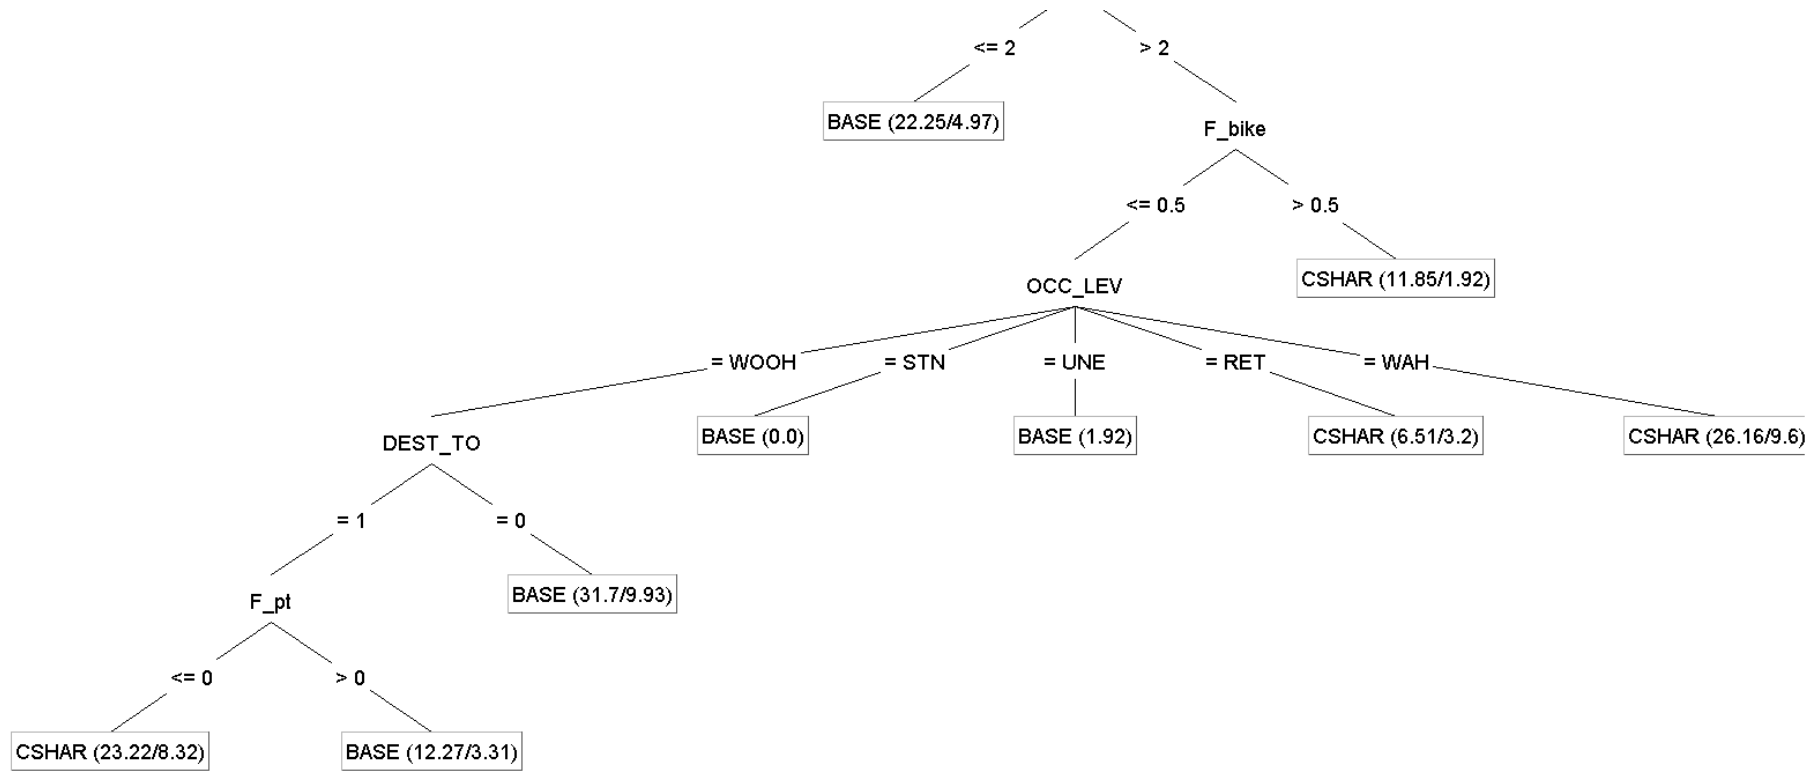 <= 2
> 2
BASE (22.25/4.97)
F_bike
<= 0.5
> 0.5
CSHAR (11.85/1.92)
OCC_LEV
= WOOH
= STN
= UNE
= RET
= WAH
DEST_TO
BASE (0.0)
BASE (1.92)
CSHAR (6.51/3.2)
CSHAR (26.16/9.6)
= 1
= 0
F_pt
BASE (31.7/9.93)
<= 0
> 0
CSHAR (23.22/8.32)
BASE (12.27/3.31)